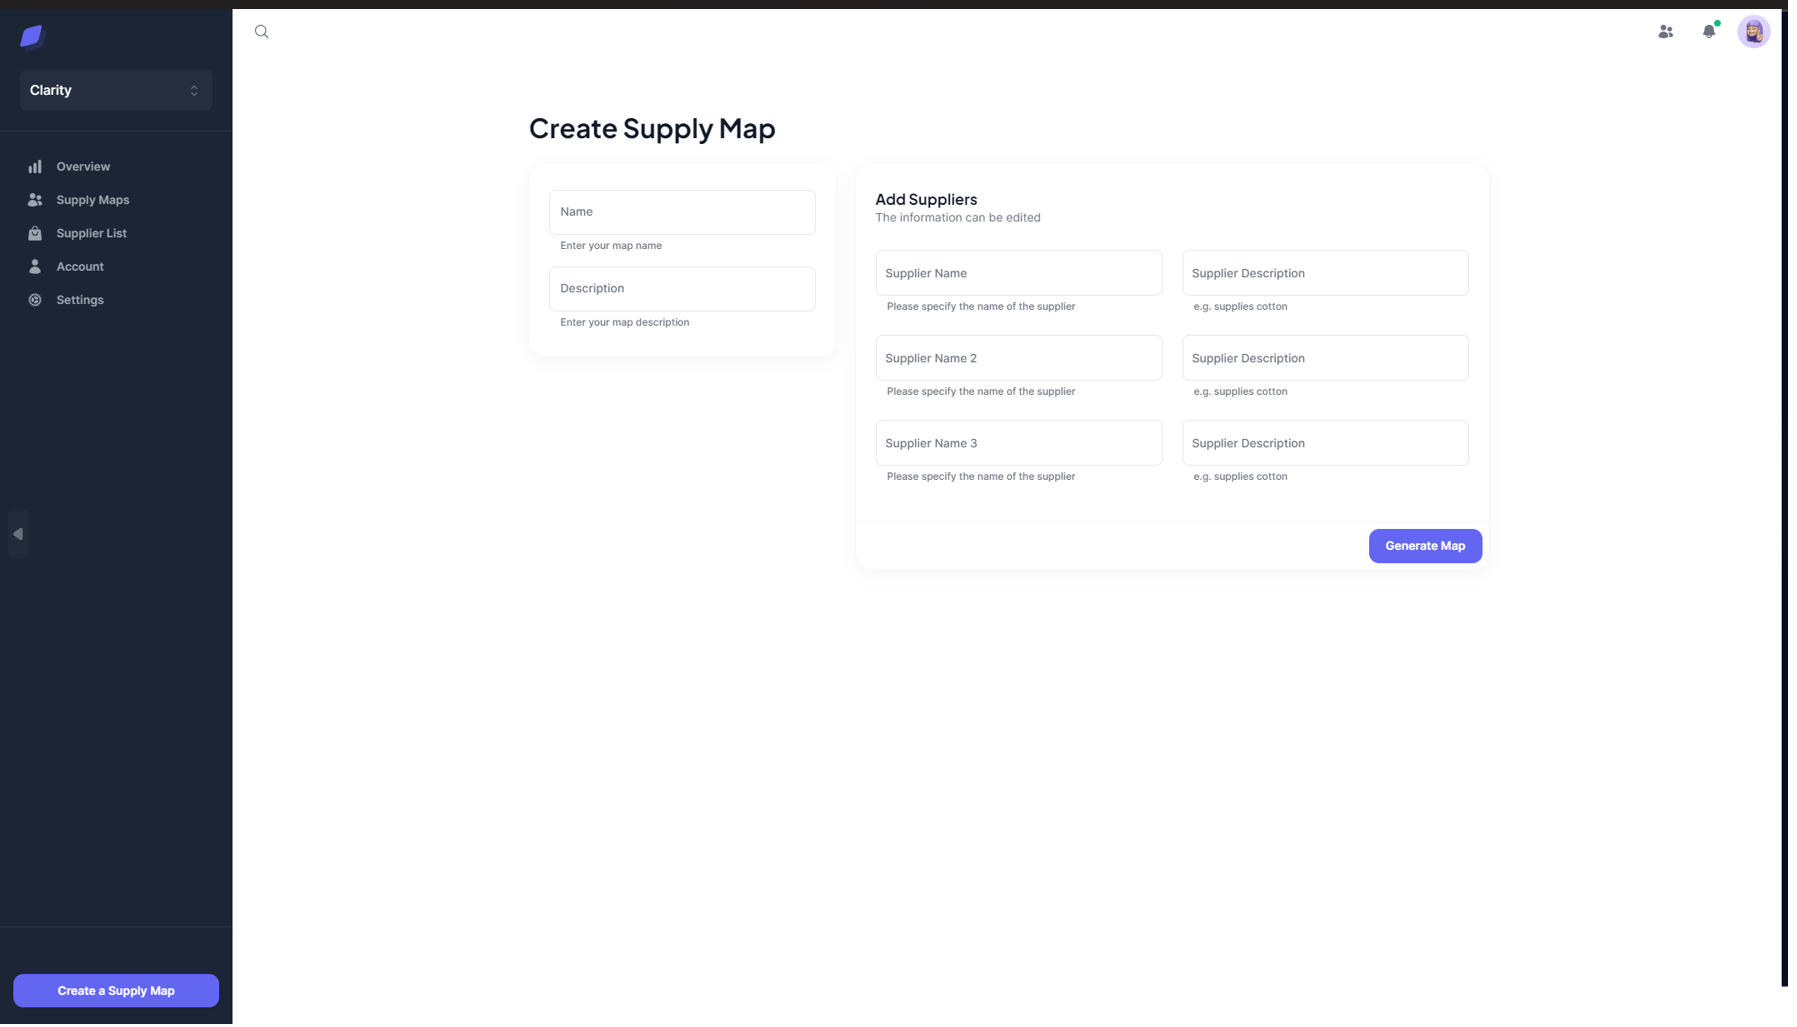 Clarity
Overview
Supply Maps
Supplier List
Account
Settings
Create a Supply Map
Create Supply Map
Name
Enter your map name
Description
Enter your map description
Add Suppliers
The information can be edited
Supplier Name
Supplier Description
Please specify the name of the supplier
e.g. supplies cotton
Supplier Name 2
Supplier Description
Please specify the name of the supplier
e.g. supplies cotton
Supplier Name 3
Supplier Description
Please specify the name of the supplier
e.g. supplies cotton
Generate Map